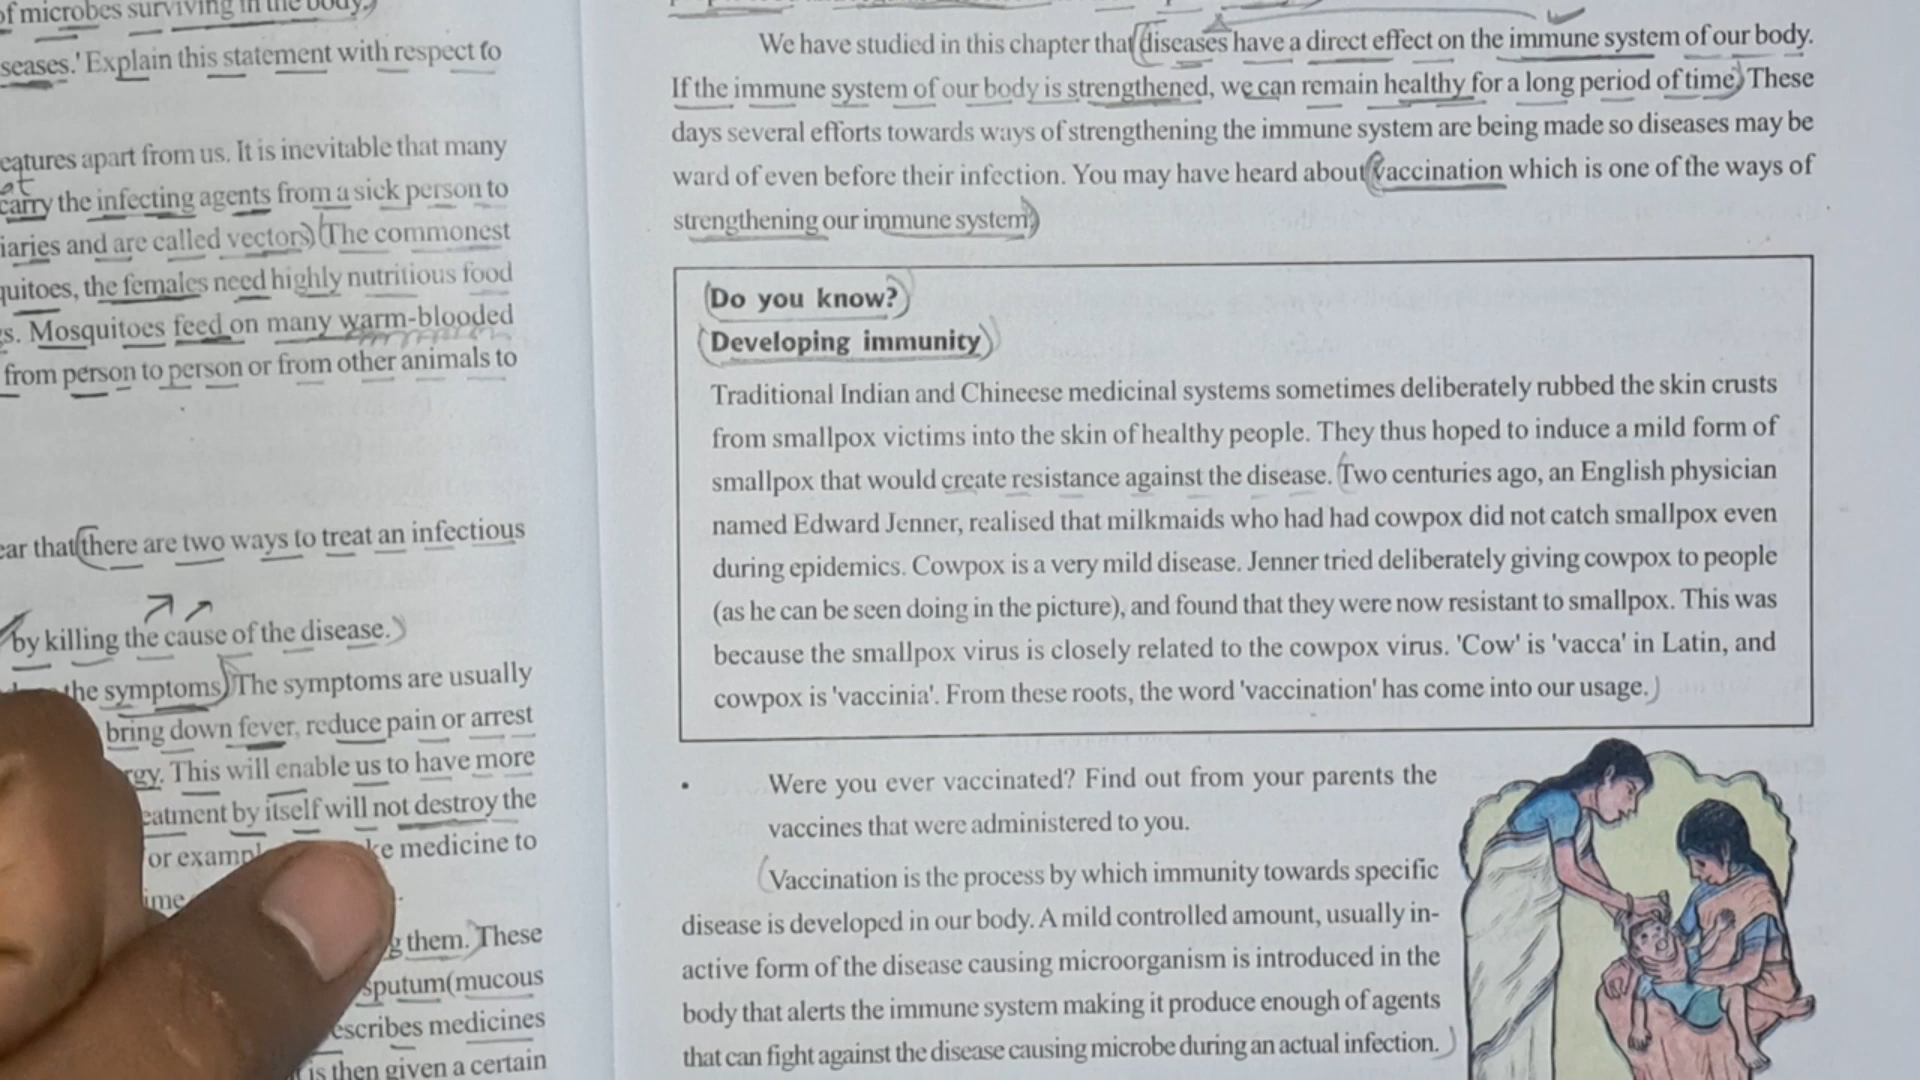 of microbes surviving in the body.
seases.' Explain this statement with respect to
eatures apart from us. It is inevitable that many
carry the infecting agents from a sick person to
iaries and are called vectors. The commonest
quitoes, the females need highly nutritious food
s. Mosquitoes feed on many warm-blooded
from person to person or from other animals to
ear that there are two ways to treat an infectious
by killing the cause of the disease.
the symptoms. The symptoms are usually
bring down fever, reduce pain or arrest
rgy. This will enable us to have more
eatment by itself will not destroy the
or exampl ke medicine to
ime
g them. These
sputum(mucous
escribes medicines
is then given a certain
We have studied in this chapter that diseases have a direct effect on the immune system of our body.
If the immune system of our body is strengthened, we can remain healthy for a long period of time. These
days several efforts towards ways of strengthening the immune system are being made so diseases may be
ward of even before their infection. You may have heard about vaccination which is one of the ways of
strengthening our immune system.
Do you know?
Developing immunity
Traditional Indian and Chineese medicinal systems sometimes deliberately rubbed the skin crusts
from smallpox victims into the skin of healthy people. They thus hoped to induce a mild form of
smallpox that would create resistance against the disease. Two centuries ago, an English physician
named Edward Jenner, realised that milkmaids who had had cowpox did not catch smallpox even
during epidemics. Cowpox is a very mild disease. Jenner tried deliberately giving cowpox to people
(as he can be seen doing in the picture), and found that they were now resistant to smallpox. This was
because the smallpox virus is closely related to the cowpox virus. 'Cow' is 'vacca' in Latin, and
cowpox is 'vaccinia'. From these roots, the word 'vaccination' has come into our usage.
• Were you ever vaccinated? Find out from your parents the
vaccines that were administered to you.
Vaccination is the process by which immunity towards specific
disease is developed in our body. A mild controlled amount, usually in-
active form of the disease causing microorganism is introduced in the
body that alerts the immune system making it produce enough of agents
that can fight against the disease causing microbe during an actual infection.